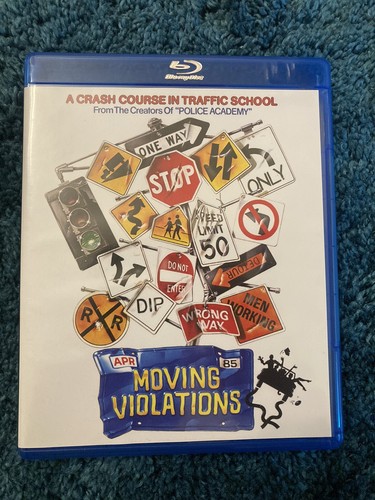 Blu-ray Disc
A CRASH COURSE IN TRAFFIC SCHOOL
From The Creators Of "POLICE ACADEMY"
ONE WAY
STOP
ONLY
SPEED
LIMIT
50
DO NOT
ENTER
DETOUR
R R
DIP
WRONG
WAY
MEN
WORKING
APR
85
MOVING
VIOLATIONS